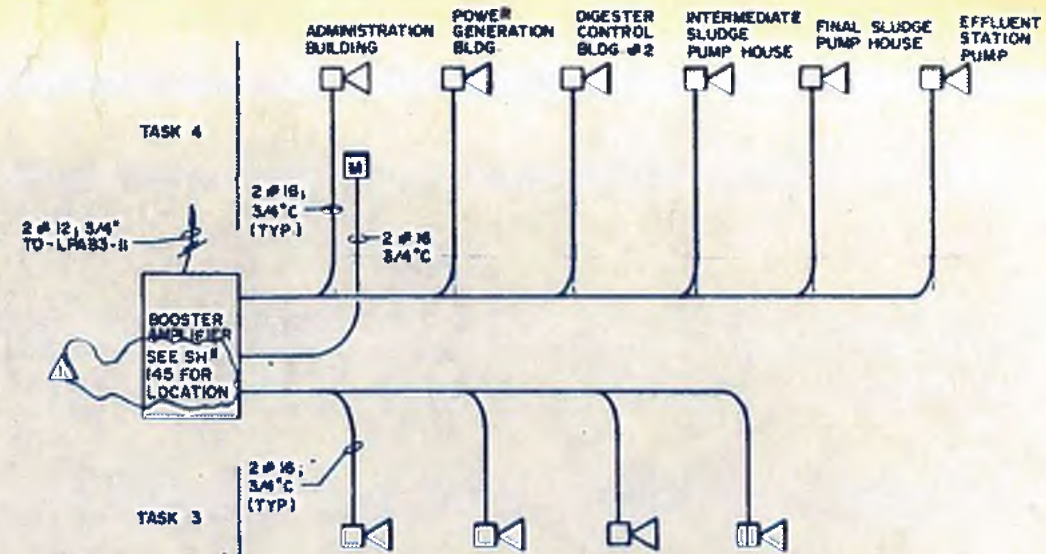 ADMINISTRATION
BUILDING
POWER
GENERATION
BLDG
DIGESTER
CONTROL
BLDG #2
INTERMEDIATE
SLUDGE
PUMP HOUSE
FINAL SLUDGE
PUMP HOUSE
EFFLUENT
STATION
PUMP
TASK 4
M
2 #16;
3/4"C
(TYP.)
2 #16
3/4"C
2 #12; 3/4"
TO-LPAB3-11
BOOSTER
AMPLIFIER
SEE SH#
145 FOR
LOCATION
2 #16;
3/4"C
(TYP)
TASK 3